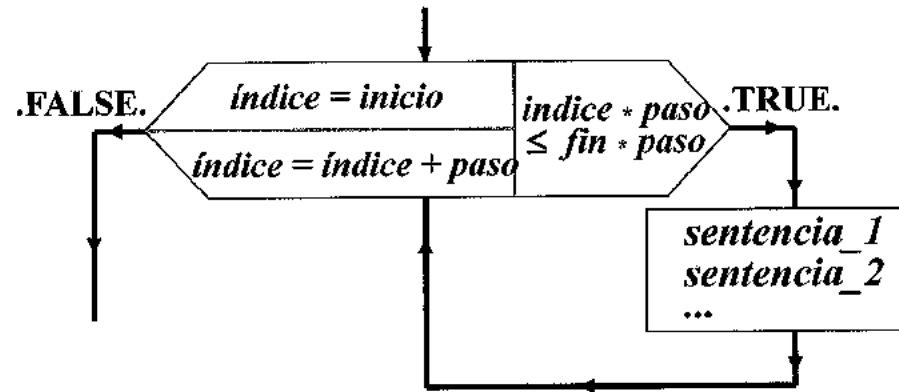 .FALSE.
índice = inicio
índice = índice + paso
indice * paso
≤ fin * paso
.TRUE.
sentencia_1
sentencia_2
...